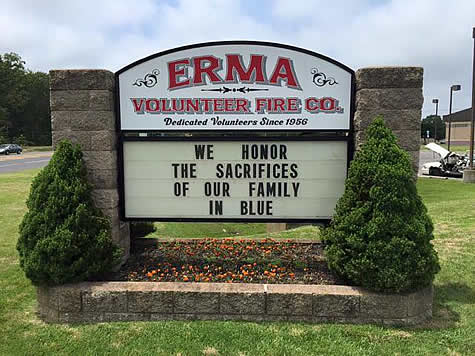 ERMA
VOLUNTEER FIRE CO.
Dedicated Volunteers Since 1956
WE HONOR
THE SACRIFICES
OF OUR FAMILY
IN BLUE